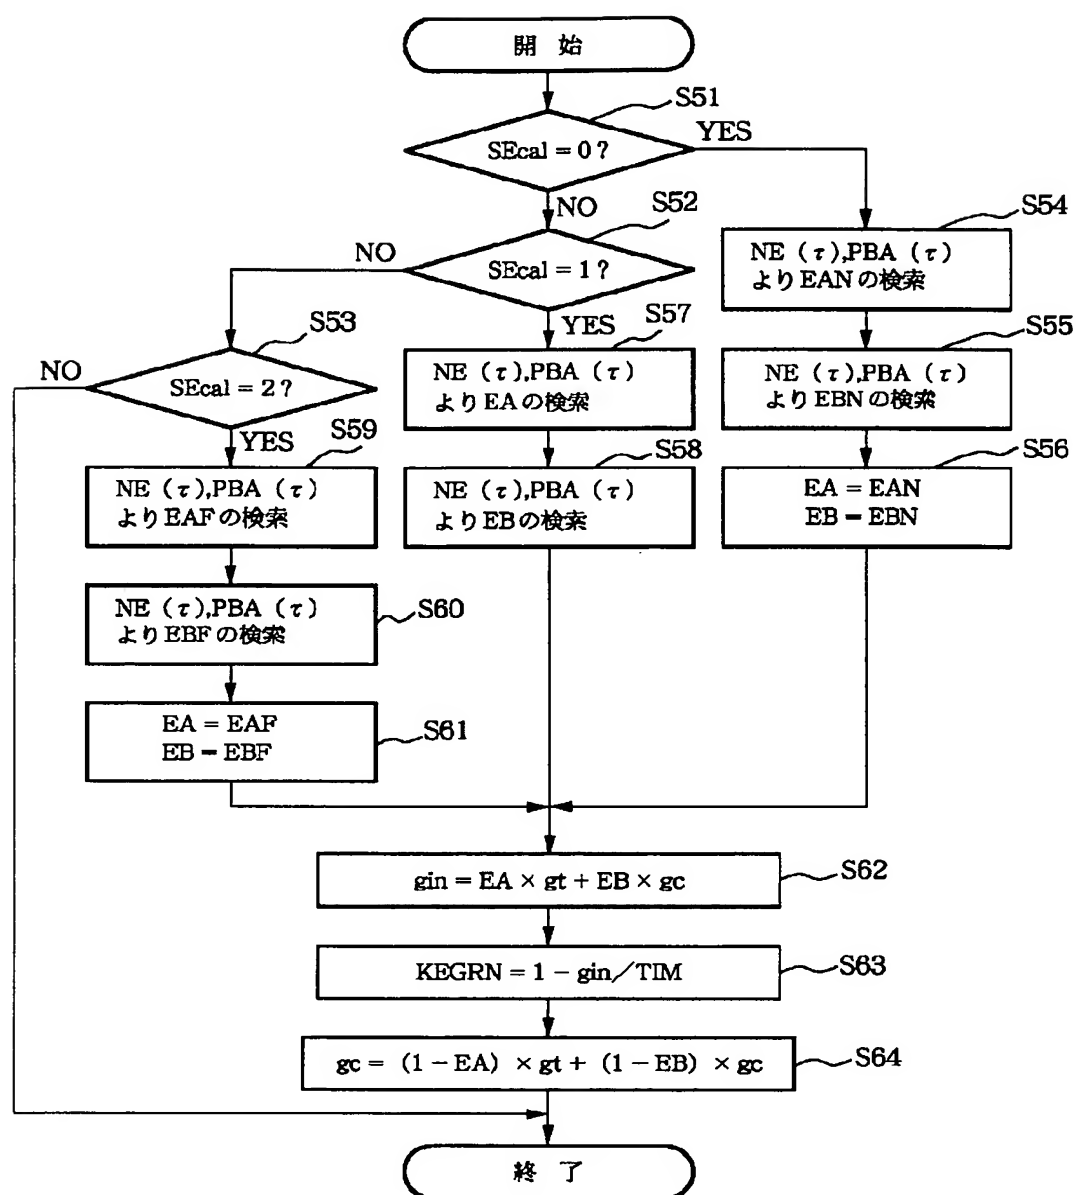 開始
S51
SEcal = 0?
YES
NO
S52
SEcal = 1?
NO
YES
S54
NE (τ),PBA (τ)
よりEANの検索
S55
NE (τ),PBA (τ)
よりEBNの検索
S56
EA = EAN
EB = EBN
S57
NE (τ),PBA (τ)
よりEAの検索
S58
NE (τ),PBA (τ)
よりEBの検索
S53
SEcal = 2?
NO
YES
S59
NE (τ),PBA (τ)
よりEAFの検索
NE (τ),PBA (τ)
よりEBFの検索
S60
EA = EAF
EB = EBF
S61
gin = EA × gt + EB × gc
S62
KEGRN = 1 − gin/TIM
S63
gc = (1 − EA) × gt + (1 − EB) × gc
S64
終了